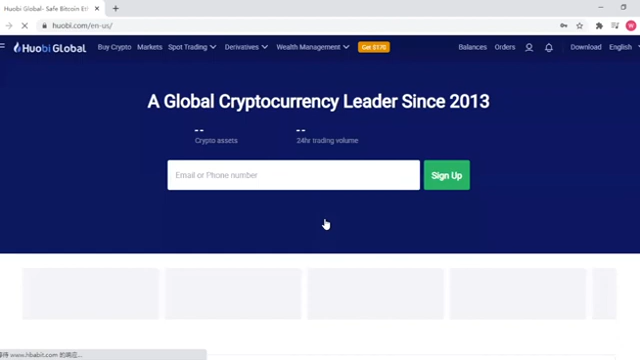 Huobi Global - Safe Bitcoin Et
huobi.com/en-us/
W
Huobi Global Buy Crypto Markets Spot Trading Derivatives Wealth Management Get $170 Balances Orders Download English
A Global Cryptocurrency Leader Since 2013
-- --
Crypto assets 24hr trading volume
Email or Phone number Sign Up
www.hbabit.com